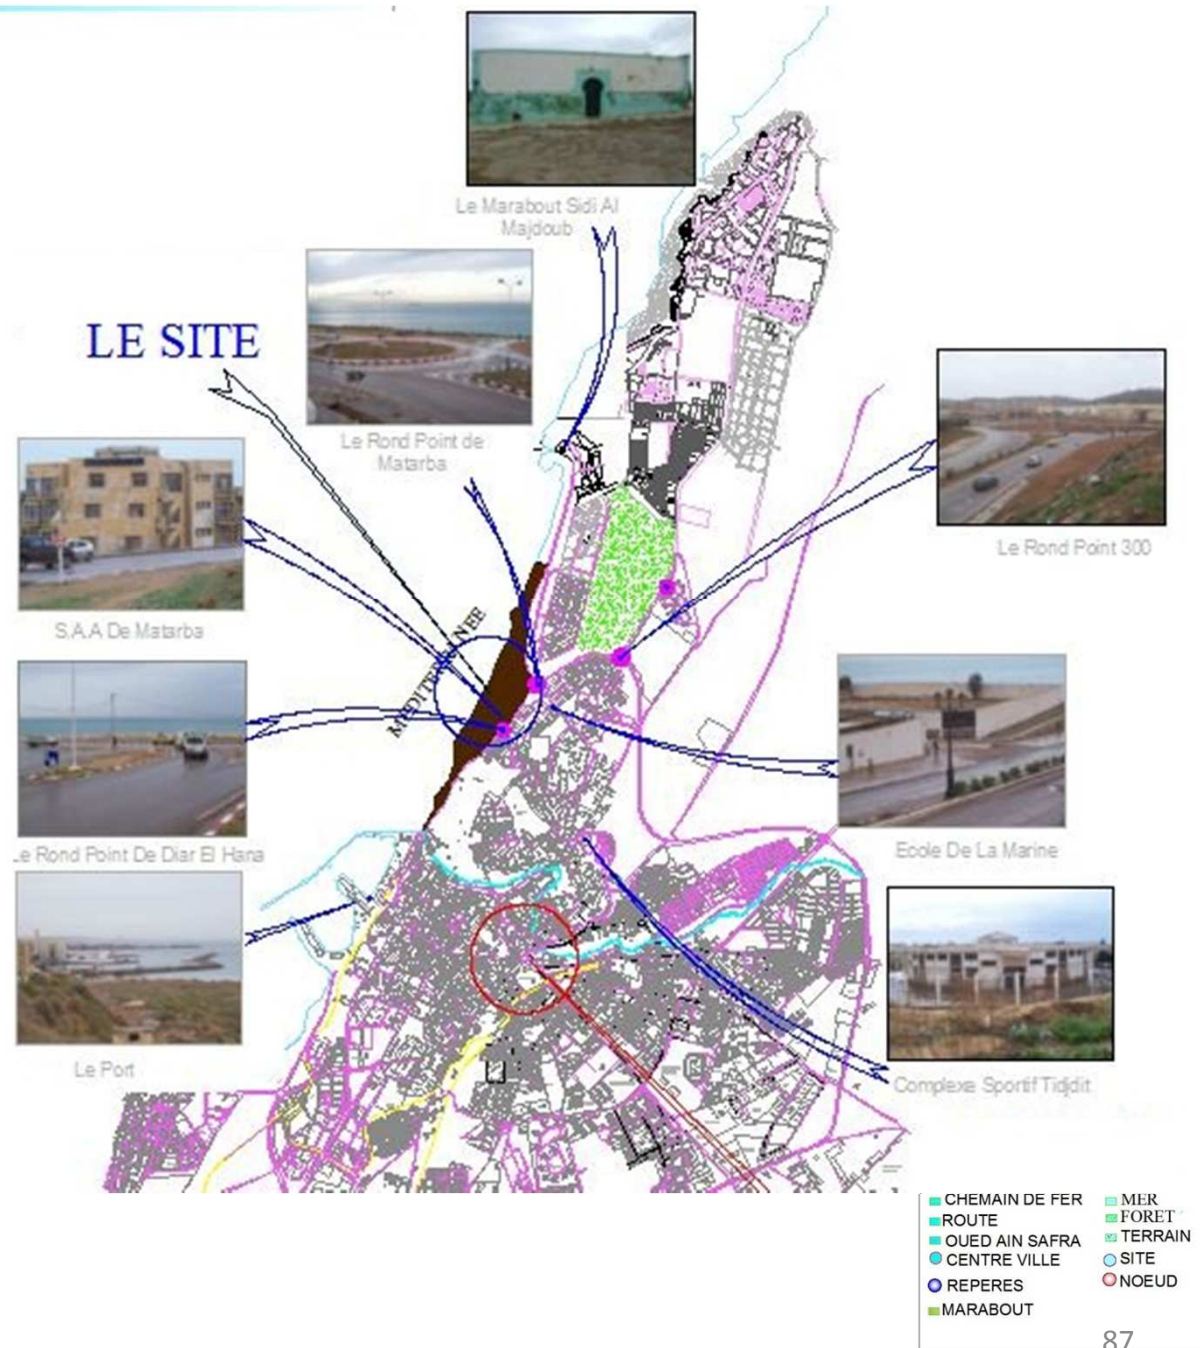 Le Marabout Sidi Al
Majdoub
LE SITE
Le Rond Point de
Matarba
Le Rond Point 300
S.A.A De Matarba
MEDITERRANEE
Le Rond Point De Diar El Hana
Ecole De La Marine
Le Port
Complexe Sportif Tidjdit
CHEMAIN DE FER
ROUTE
OUED AIN SAFRA
CENTRE VILLE
REPERES
MARABOUT
MER
FORET
TERRAIN
SITE
NOEUD
87